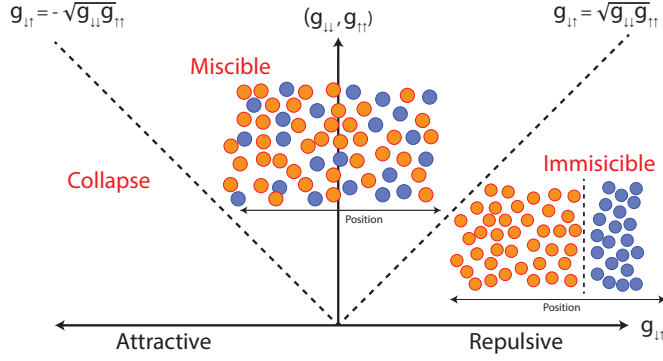 g↓↑ = - √g↓↓g↑↑
(g↓↓ , g↑↑)
g↓↑ = √g↓↓g↑↑
Miscible
Collapse
Immisicible
Position
Position
Attractive
Repulsive
g↓↑